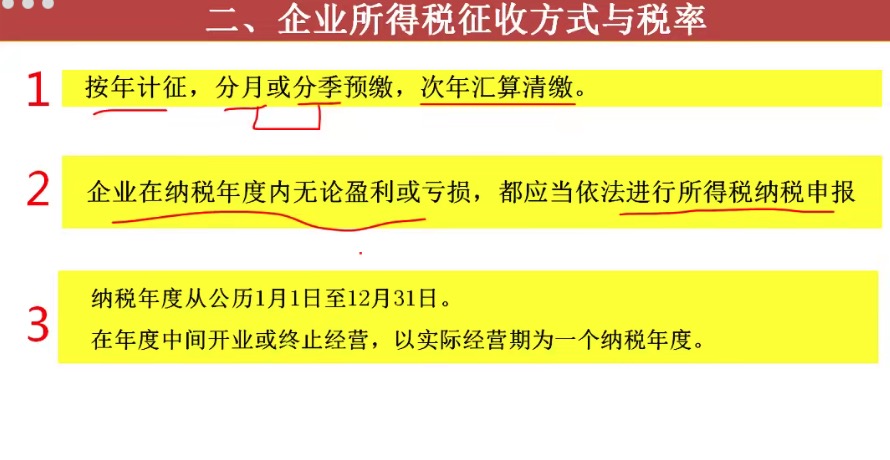 二、企业所得税征收方式与税率
1 按年计征，分月或分季预缴，次年汇算清缴。
2 企业在纳税年度内无论盈利或亏损，都应当依法进行所得税纳税申报
3 纳税年度从公历1月1日至12月31日。
在年度中间开业或终止经营，以实际经营期为一个纳税年度。